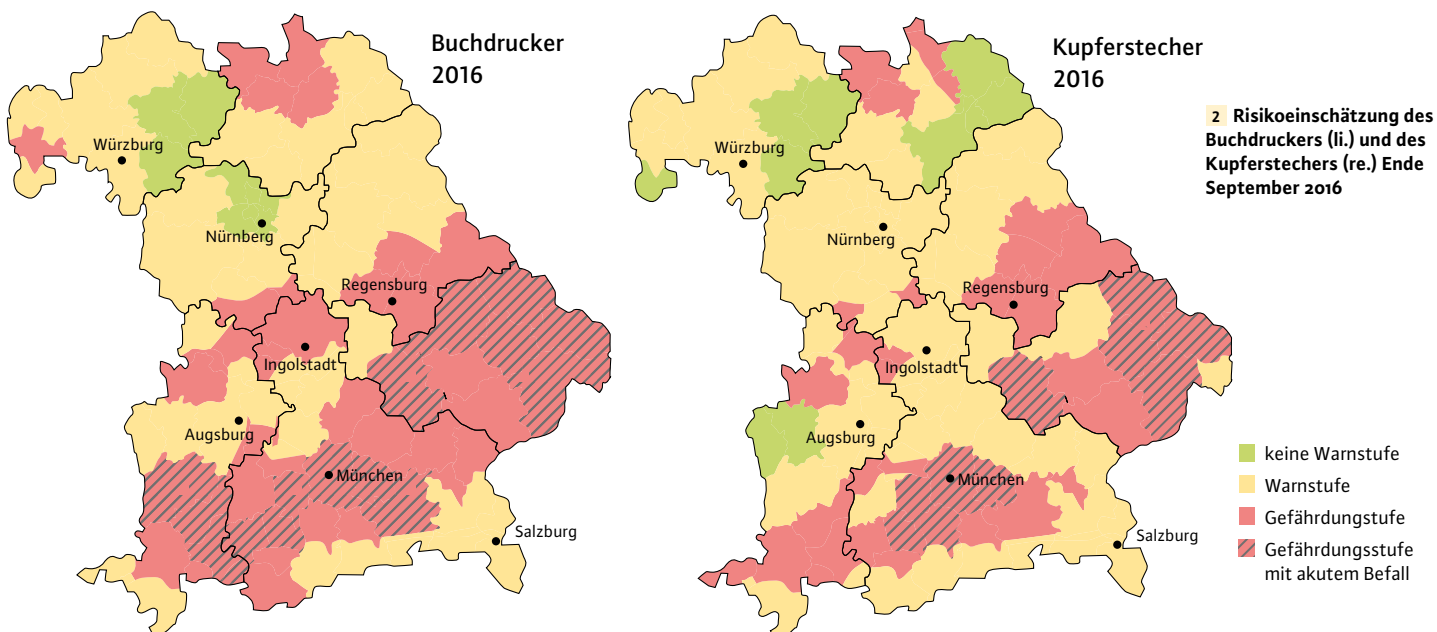 Buchdrucker
2016
Würzburg
Nürnberg
Regensburg
Ingolstadt
Augsburg
München
Salzburg
Kupferstecher
2016
Würzburg
Nürnberg
Regensburg
Ingolstadt
Augsburg
München
Salzburg
2 Risikoeinschätzung des
Buchdruckers (li.) und des
Kupferstechers (re.) Ende
September 2016
keine Warnstufe
Warnstufe
Gefährdungstufe
Gefährdungsstufe
mit akutem Befall